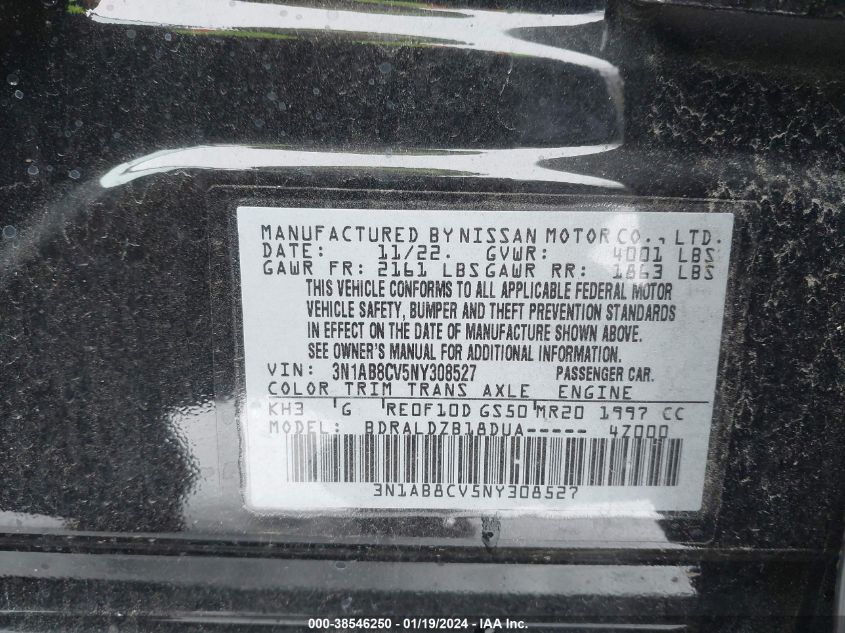 MANUFACTURED BY NISSAN MOTOR CO., LTD.
DATE: 11/22. GVWR: 4001 LBS
GAWR FR: 2161 LBS GAWR RR: 1863 LBS
THIS VEHICLE CONFORMS TO ALL APPLICABLE FEDERAL MOTOR
VEHICLE SAFETY, BUMPER AND THEFT PREVENTION STANDARDS
IN EFFECT ON THE DATE OF MANUFACTURE SHOWN ABOVE.
SEE OWNER'S MANUAL FOR ADDITIONAL INFORMATION.
VIN: 3N1AB8CV5NY308527 PASSENGER CAR.
COLOR TRIM TRANS AXLE ENGINE
KH3 G RE0F10D GS50 MR20 1997 CC
MODEL: BDRALDZB18DUA----- 47000
3N1AB8CV5NY308527
000-38546250 - 01/19/2024 - IAA Inc.